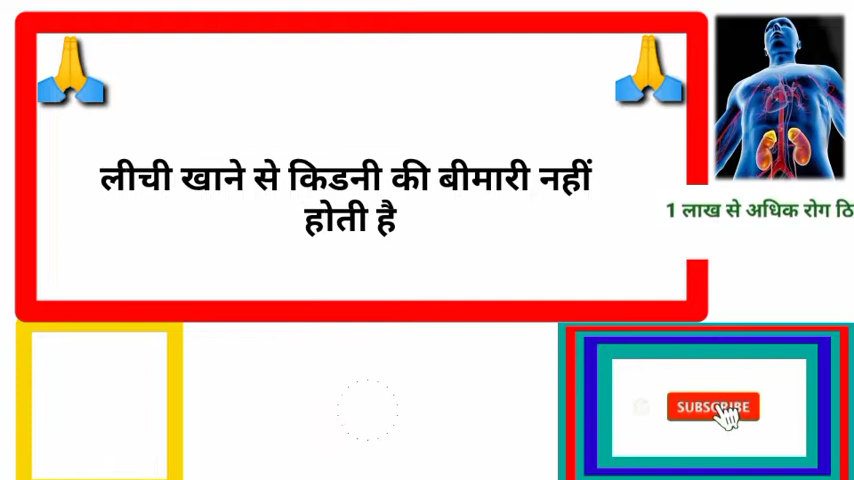 लीची खाने से किडनी की बीमारी नहीं
होती है
1 लाख से अधिक रोग
SUBSCRIBE